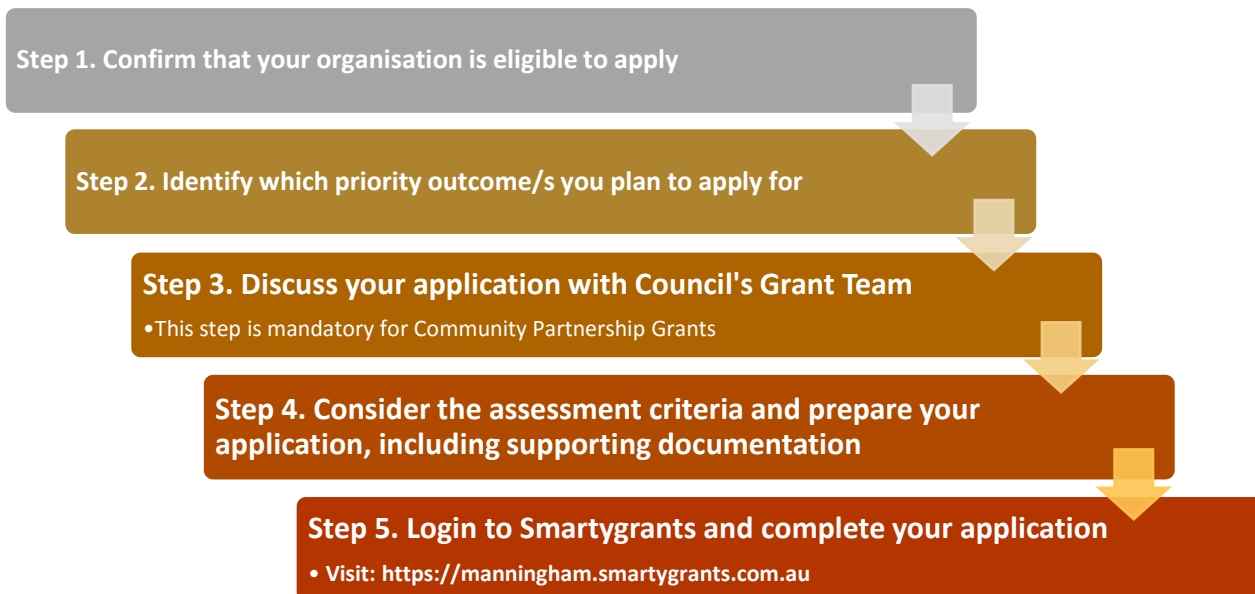 Step 1. Confirm that your organisation is eligible to apply
Step 2. Identify which priority outcome/s you plan to apply for
Step 3. Discuss your application with Council's Grant Team
•This step is mandatory for Community Partnership Grants
Step 4. Consider the assessment criteria and prepare your
application, including supporting documentation
Step 5. Login to Smartygrants and complete your application
• Visit: https://manningham.smartygrants.com.au